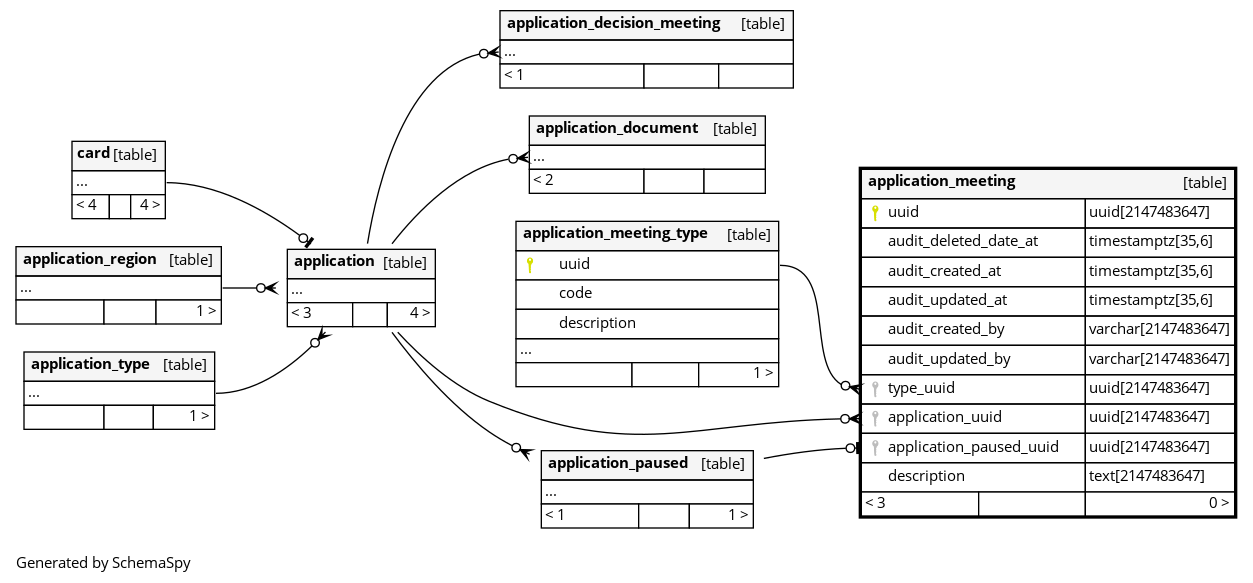 application_decision_meeting [table]
...
< 1
application_document [table]
...
< 2
card [table]
...
< 4 4 >
application_region [table]
...
1 >
application_type [table]
...
1 >
application [table]
...
< 3 4 >
application_meeting_type [table]
uuid
code
description
...
1 >
application_paused [table]
...
< 1 1 >
application_meeting [table]
uuid uuid[2147483647]
audit_deleted_date_at timestamptz[35,6]
audit_created_at timestamptz[35,6]
audit_updated_at timestamptz[35,6]
audit_created_by varchar[2147483647]
audit_updated_by varchar[2147483647]
type_uuid uuid[2147483647]
application_uuid uuid[2147483647]
application_paused_uuid uuid[2147483647]
description text[2147483647]
< 3 0 >
Generated by SchemaSpy